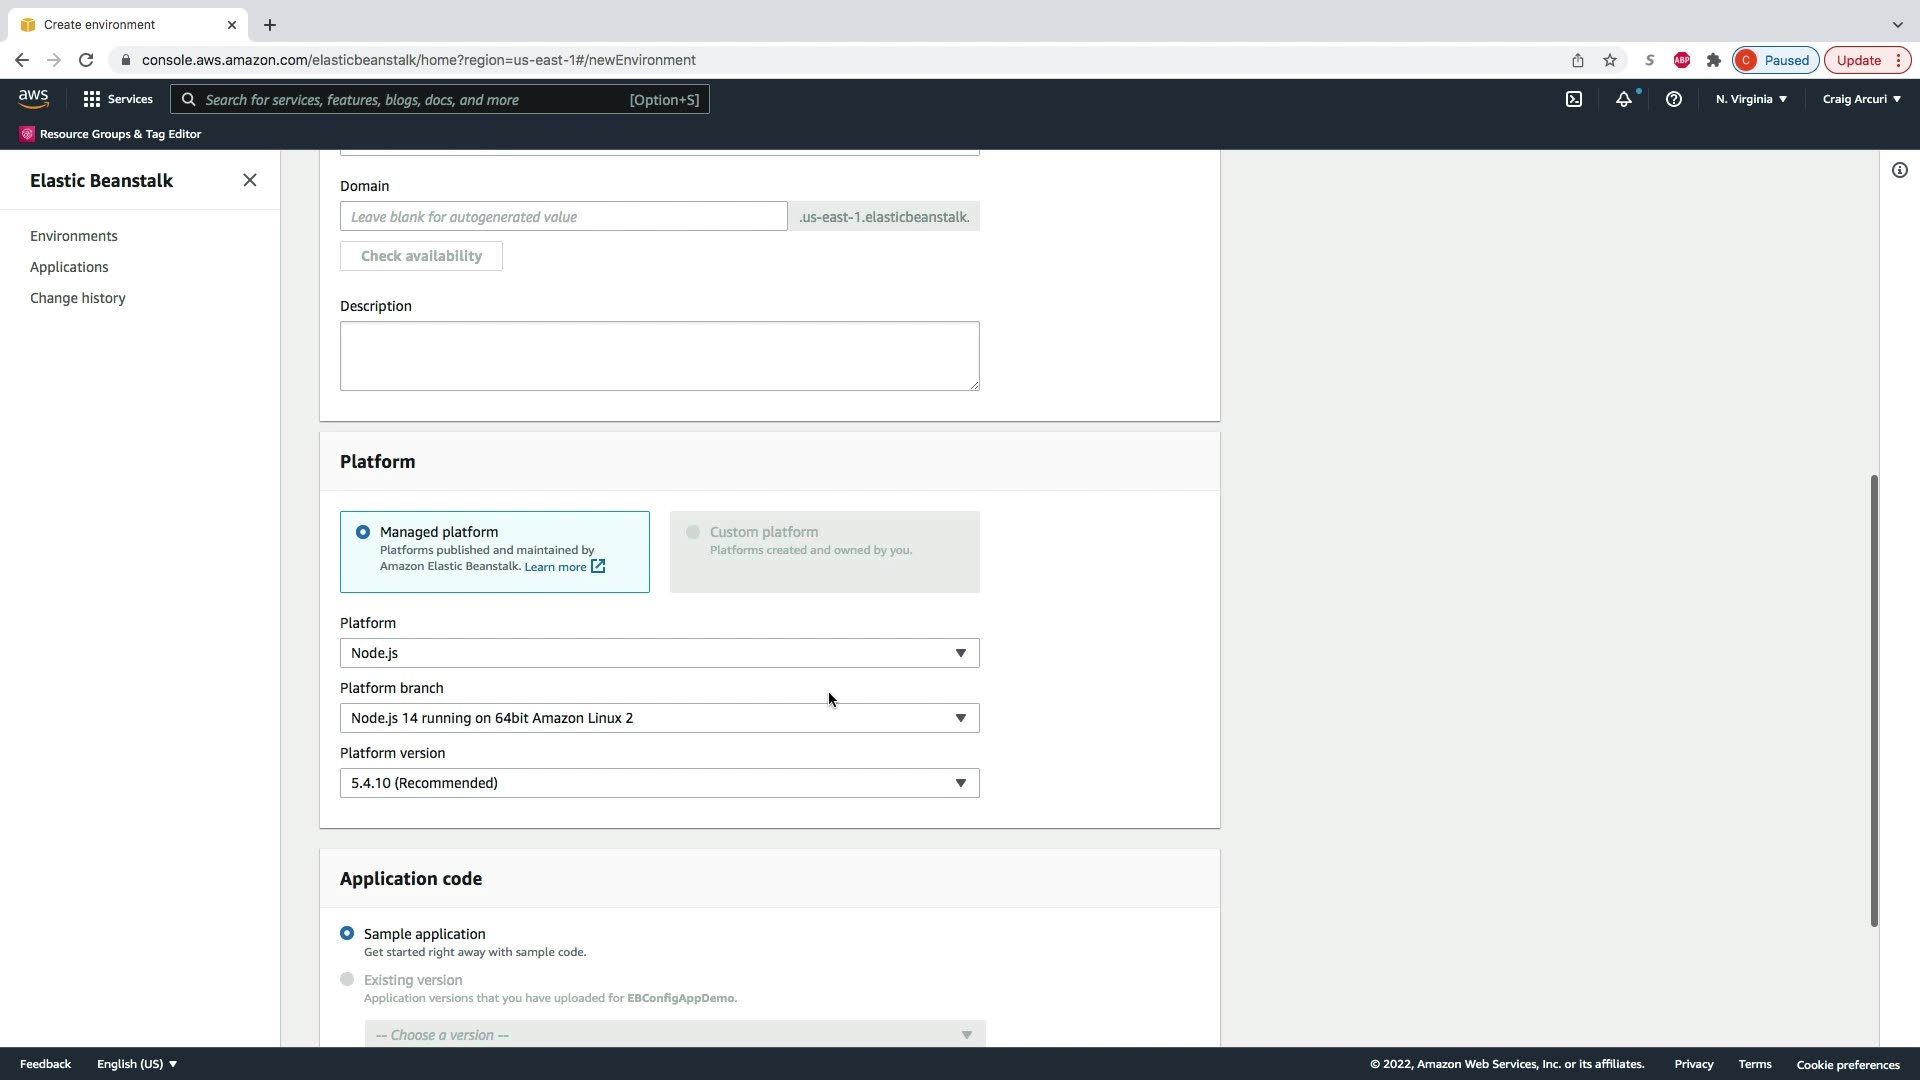 Create environment
console.aws.amazon.com/elasticbeanstalk/home?region=us-east-1#/newEnvironment
S
ABP
C Paused
Update
aws
Services
Search for services, features, blogs, docs, and more [Option+S]
N. Virginia
Craig Arcuri
Resource Groups & Tag Editor
Elastic Beanstalk
Environments
Applications
Change history
Domain
Leave blank for autogenerated value
.us-east-1.elasticbeanstalk.
Check availability
Description
Platform
Managed platform
Platforms published and maintained by
Amazon Elastic Beanstalk. Learn more
Custom platform
Platforms created and owned by you.
Platform
Node.js
Platform branch
Node.js 14 running on 64bit Amazon Linux 2
Platform version
5.4.10 (Recommended)
Application code
Sample application
Get started right away with sample code.
Existing version
Application versions that you have uploaded for EBConfigAppDemo.
-- Choose a version --
Feedback
English (US)
© 2022, Amazon Web Services, Inc. or its affiliates.
Privacy
Terms
Cookie preferences